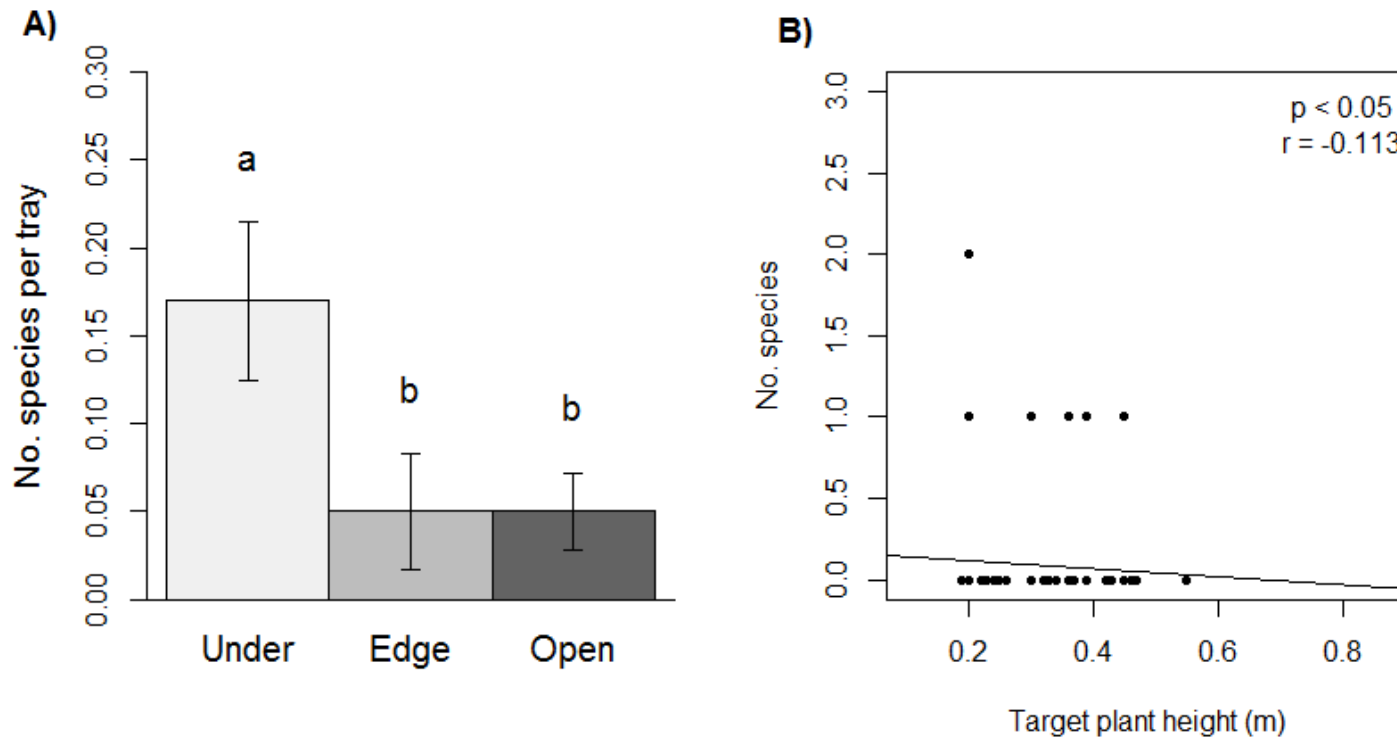 A)
No. species per tray
0.30
0.25
0.20
0.15
0.10
0.05
0.00
a
b
b
Under Edge Open
B)
No. species
3.0
2.5
2.0
1.5
1.0
0.5
0.0
p < 0.05
r = -0.113
0.2 0.4 0.6 0.8
Target plant height (m)